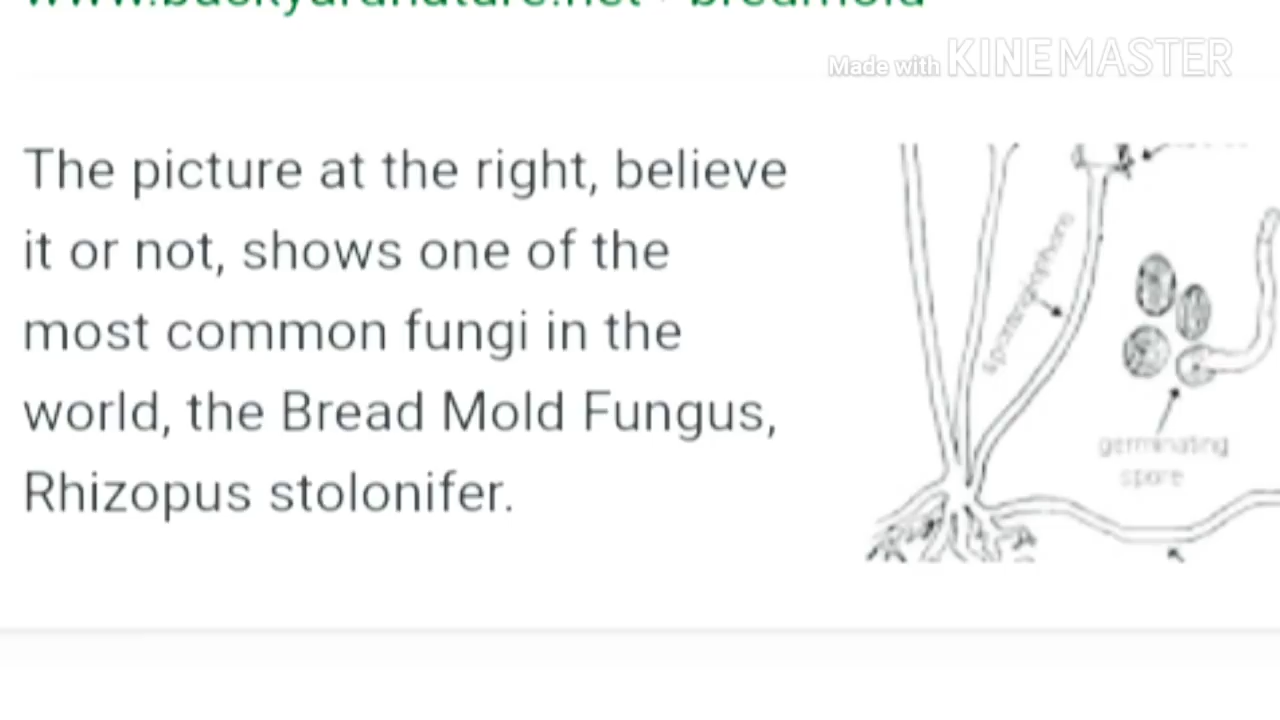 Made with KINEMASTER
The picture at the right, believe
it or not, shows one of the
most common fungi in the
world, the Bread Mold Fungus,
Rhizopus stolonifer.
sporangiophore
germinating
spore